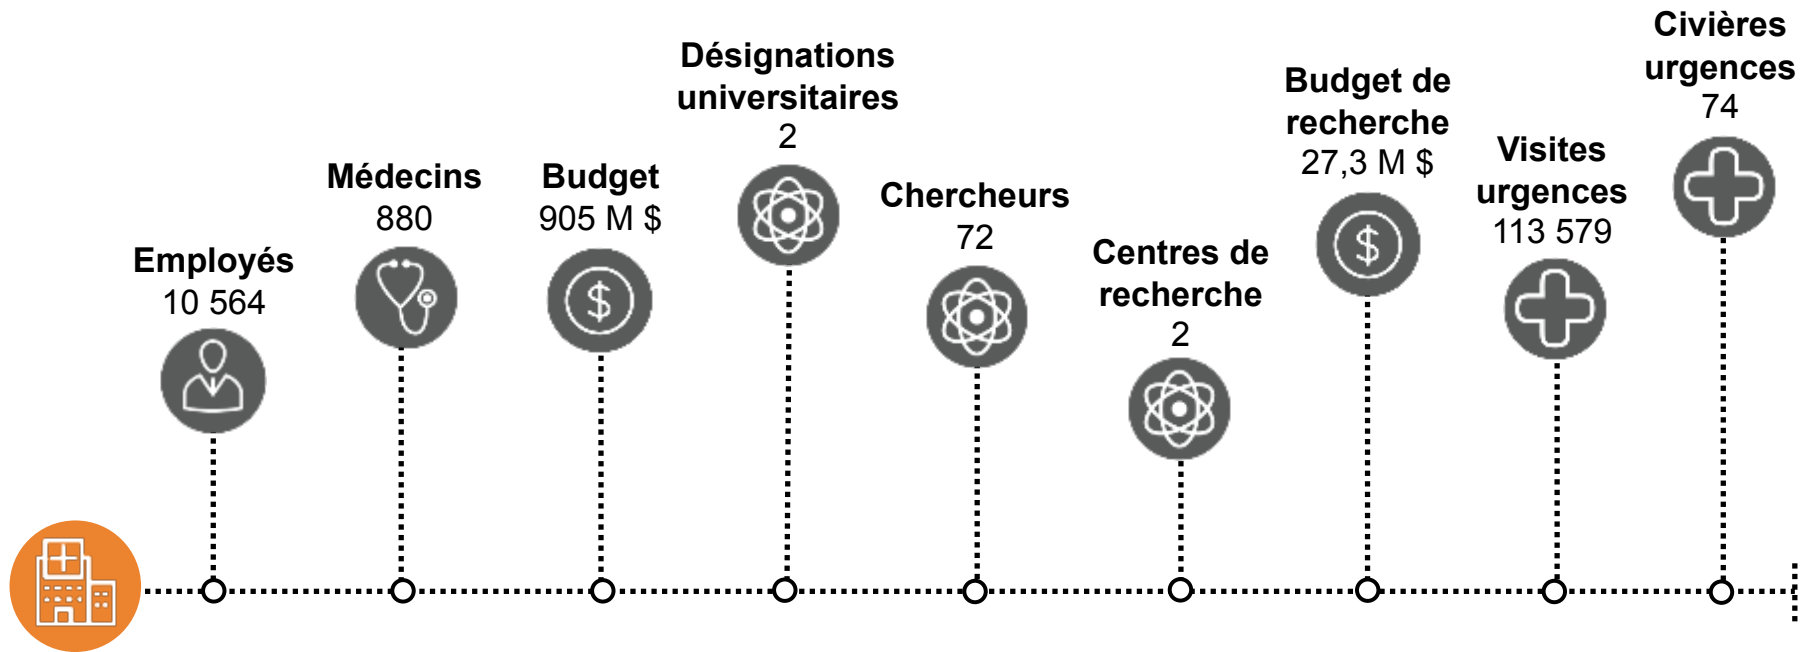 Employés
10 564
Médecins
880
Budget
905 M $
Désignations
universitaires
2
Chercheurs
72
Centres de
recherche
2
Budget de
recherche
27,3 M $
Visites
urgences
113 579
Civières
urgences
74